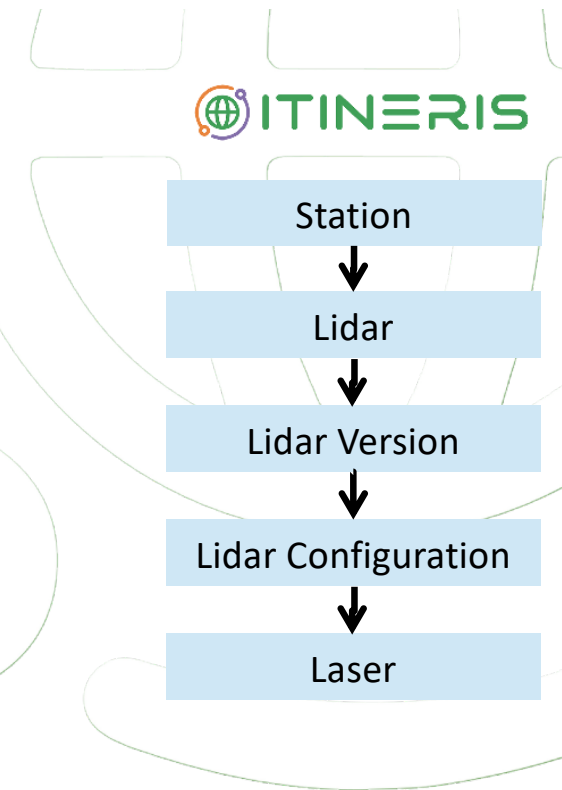 ITINERIS
Station
Lidar
Lidar Version
Lidar Configuration
Laser